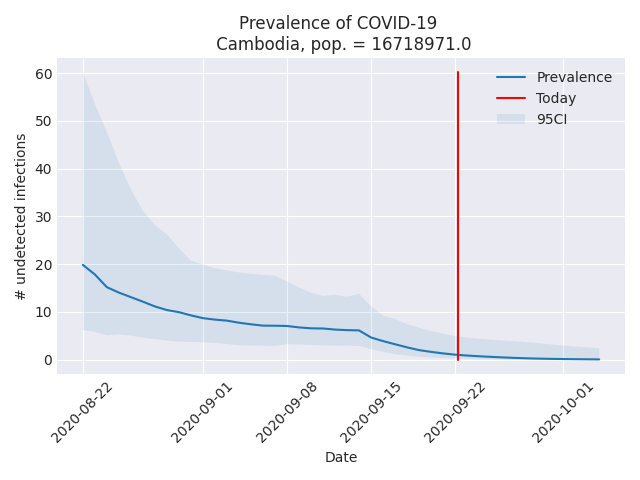 Prevalence of COVID-19
Cambodia, pop. = 16718971.0
# undetected infections
60
50
40
30
20
10
0
Prevalence
Today
95CI
2020-08-22
2020-09-01
2020-09-08
2020-09-15
2020-09-22
2020-10-01
Date